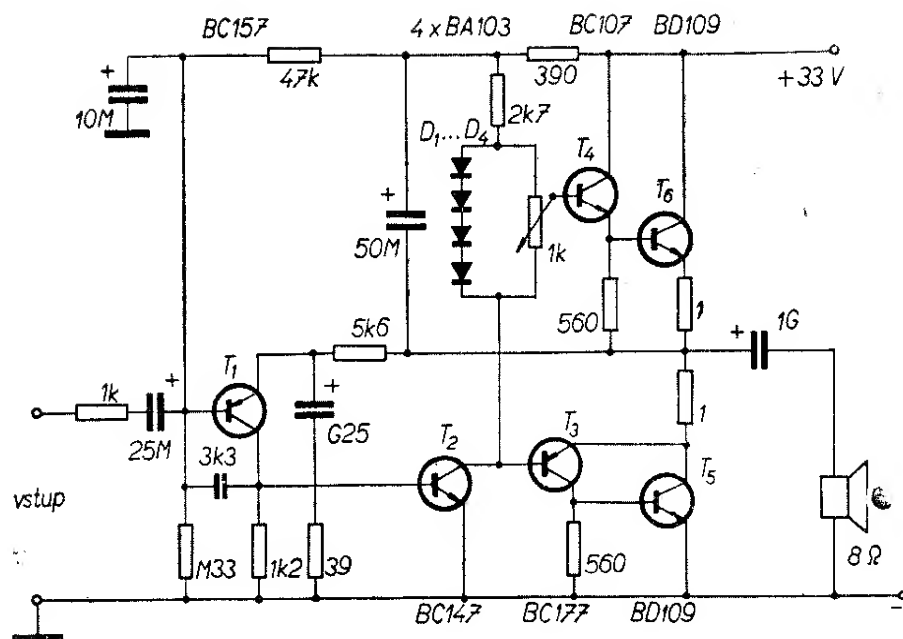 BC157
4 x BA103
BC107
BD109
+
10M
47k
390
+33 V
2k7
D1...D4
T4
T6
+
50M
1k
560
1
5k6
+
1G
T1
+
1k
+
25M
G25
1
3k3
T2
T3
T5
vstup
M33
1k2
39
560
8 Ω
BC147
BC177
BD109
-